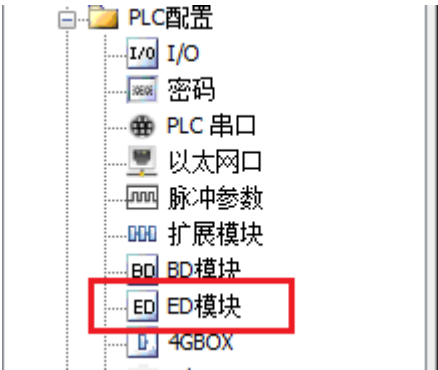 PLC配置
I/O I/O
密码
PLC 串口
以太网口
脉冲参数
扩展模块
BD BD模块
ED ED模块
4GBOX